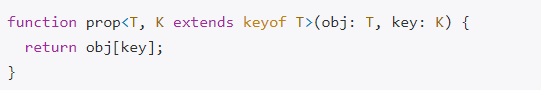 function prop<T, K extends keyof T>(obj: T, key: K) {
  return obj[key];
}